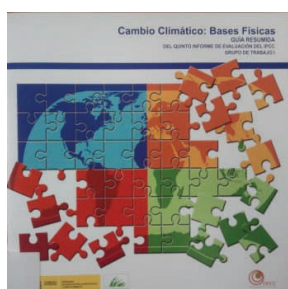 Cambio Climático: Bases Físicas
GUÍA RESUMIDA
DEL QUINTO INFORME DE EVALUACIÓN DEL IPCC
GRUPO DE TRABAJO I